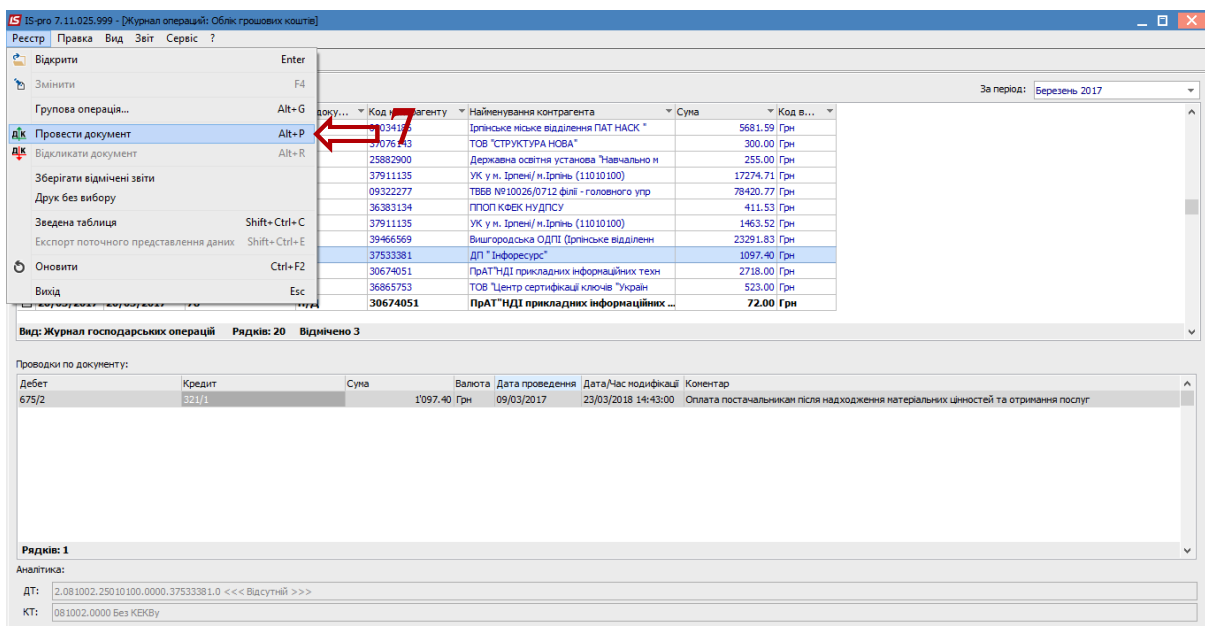 IS-pro 7.11.025.999 - [Журнал операций: Облік грошових коштів]
Реєстр Правка Вид Звіт Сервіс ?
Відкрити Enter
Змінити F4
Групова операція... Alt+G
Провести документ Alt+P
Відкликати документ Alt+R
Зберігати відмічені звіти
Друк без вибору
Зведена таблиця Shift+Ctrl+C
Експорт поточного представлення даних Shift+Ctrl+E
Оновити Ctrl+F2
Вихід Esc
7
За період: Березень 2017
доку... Код контрагенту Найменування контрагента Сума Код в...
Ірпінське міське відділення ПАТ НАСК " 5681.59 Грн
37076143 ТОВ "СТРУКТУРА НОВА" 300.00 Грн
25882900 Державна освітня установа "Навчально м 255.00 Грн
37911135 УК у м. Ірпені/ м.Ірпінь (11010100) 17274.71 Грн
09322277 ТВБВ №10026/0712 філії - головного упр 78420.77 Грн
36383134 ППОП КФЕК НУДПСУ 411.53 Грн
37911135 УК у м. Ірпені/ м.Ірпінь (11010100) 1463.52 Грн
39466569 Вишгородська ОДПІ (Ірпінське відділенн 23291.83 Грн
37533381 ДП " Інфоресурс" 1097.40 Грн
30674051 ПрАТ"НДІ прикладних інформаційних техн 2718.00 Грн
36865753 ТОВ "Центр сертифікації ключів "Україн 523.00 Грн
30674051 ПрАТ"НДІ прикладних інформаційних ... 72.00 Грн
Вид: Журнал господарських операцій Рядків: 20 Відмічено 3
Проводки по документу:
Дебет Кредит Сума Валюта Дата проведення Дата/Час модифікації Коментар
675/2 321/1 1'097.40 Грн 09/03/2017 23/03/2018 14:43:00 Оплата постачальникам після надходження матеріальних цінностей та отримання послуг
Рядків: 1
Аналітика:
ДТ: 2.081002.25010100.0000.37533381.0 <<< Відсутній >>>
КТ: 081002.0000 Без КЕКВу